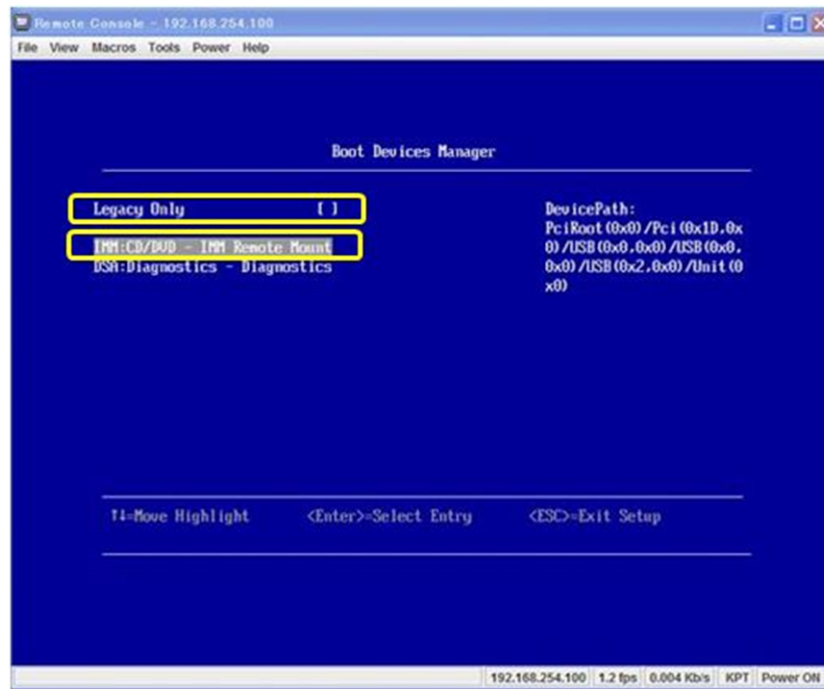 Remote Console - 192.168.254.100
File View Macros Tools Power Help
Boot Devices Manager
Legacy Only [ ]
IMM:CD/DVD - IMM Remote Mount
DSA:Diagnostics - Diagnostics
DevicePath:
PciRoot(0x0)/Pci(0x1D,0x
0)/USB(0x0,0x0)/USB(0x0,
0x0)/USB(0x2,0x0)/Unit(0
x0)
↑↓=Move Highlight <Enter>=Select Entry <ESC>=Exit Setup
192.168.254.100 1.2 fps 0.004 Kb/s KPT Power ON